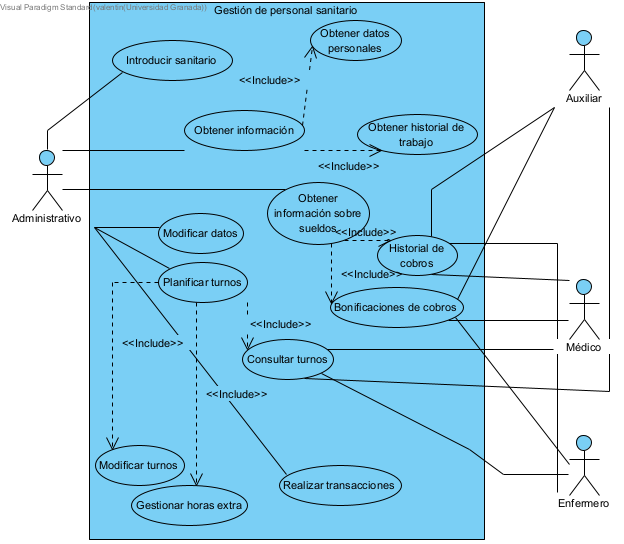 Visual Paradigm Standard(valentin(Universidad Granada))
Gestión de personal sanitario
Obtener datos
personales
Introducir sanitario
<<Include>>
Auxiliar
Obtener información
Obtener historial de
trabajo
<<Include>>
Administrativo
Obtener
información sobre
sueldos
<<Include>>
Modificar datos
Historial de
cobros
<<Include>>
Planificar turnos
Bonificaciones de cobros
<<Include>>
<<Include>>
Médico
Consultar turnos
<<Include>>
Modificar turnos
Realizar transacciones
Gestionar horas extra
Enfermero